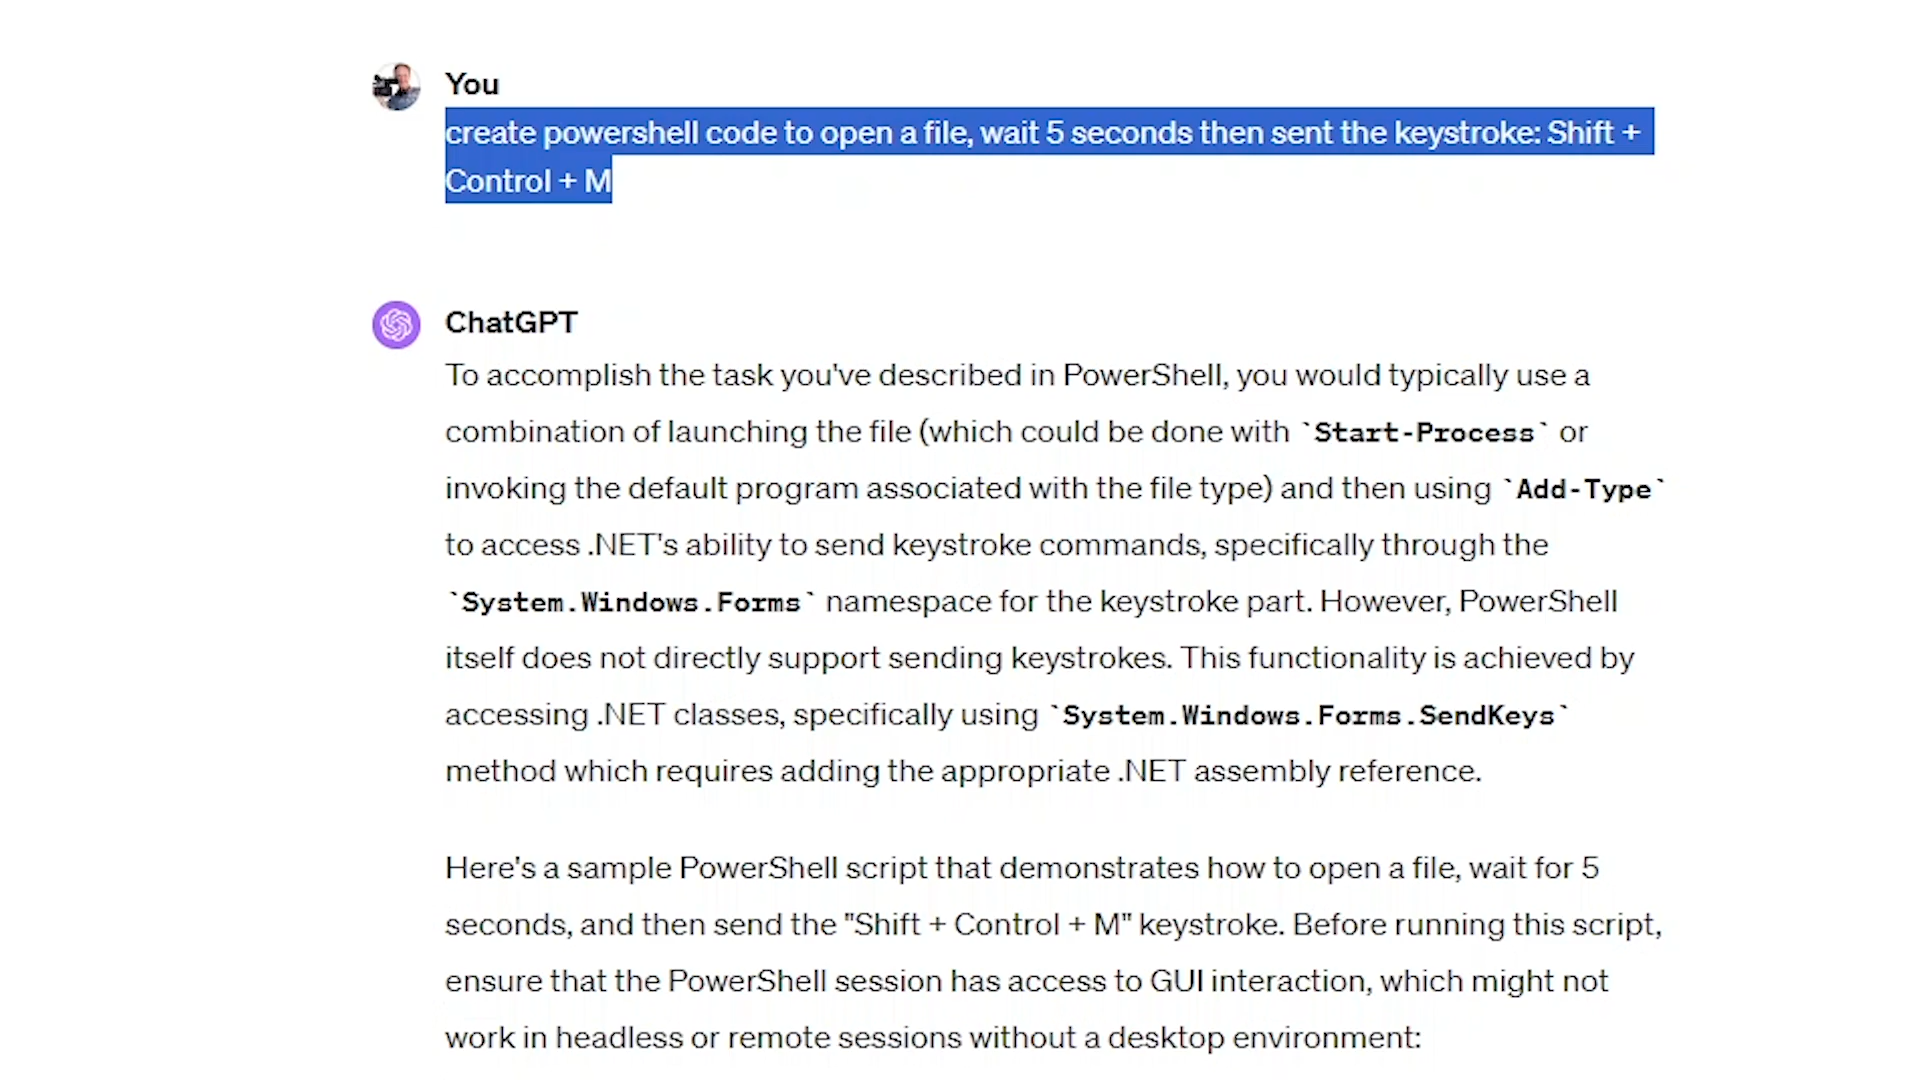 You
create powershell code to open a file, wait 5 seconds then sent the keystroke: Shift +
Control + M
ChatGPT
To accomplish the task you've described in PowerShell, you would typically use a
combination of launching the file (which could be done with `Start-Process` or
invoking the default program associated with the file type) and then using `Add-Type`
to access .NET's ability to send keystroke commands, specifically through the
`System.Windows.Forms` namespace for the keystroke part. However, PowerShell
itself does not directly support sending keystrokes. This functionality is achieved by
accessing .NET classes, specifically using `System.Windows.Forms.SendKeys`
method which requires adding the appropriate .NET assembly reference.
Here's a sample PowerShell script that demonstrates how to open a file, wait for 5
seconds, and then send the "Shift + Control + M" keystroke. Before running this script,
ensure that the PowerShell session has access to GUI interaction, which might not
work in headless or remote sessions without a desktop environment: